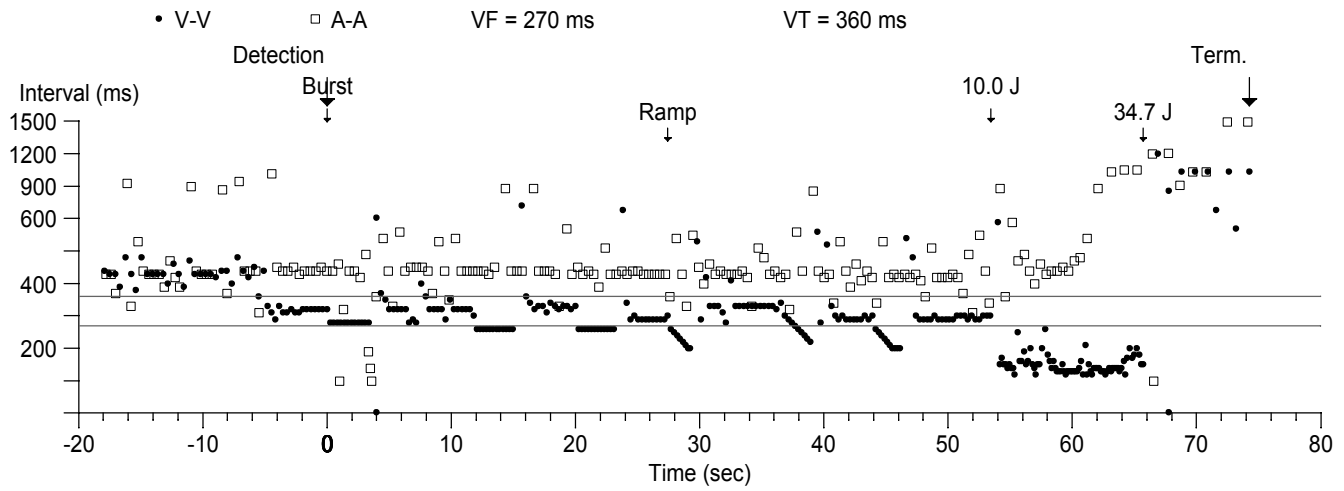 V-V A-A VF = 270 ms VT = 360 ms
Detection Term.
Burst 10.0 J
Interval (ms) Ramp 34.7 J
1500
1200
900
600
400
200
-20 -10 0 10 20 30 40 50 60 70 80
Time (sec)